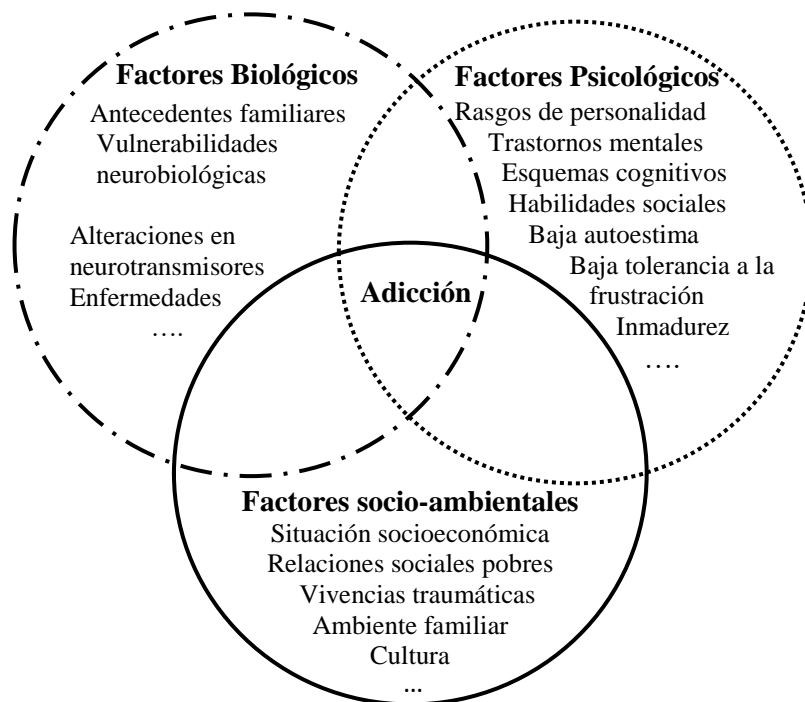 Factores Biológicos
Antecedentes familiares
Vulnerabilidades
neurobiológicas
Alteraciones en
neurotransmisores
Enfermedades
….
Factores Psicológicos
Rasgos de personalidad
Trastornos mentales
Esquemas cognitivos
Habilidades sociales
Baja autoestima
Baja tolerancia a la
frustración
Inmadurez
….
Adicción
Factores socio-ambientales
Situación socioeconómica
Relaciones sociales pobres
Vivencias traumáticas
Ambiente familiar
Cultura
...